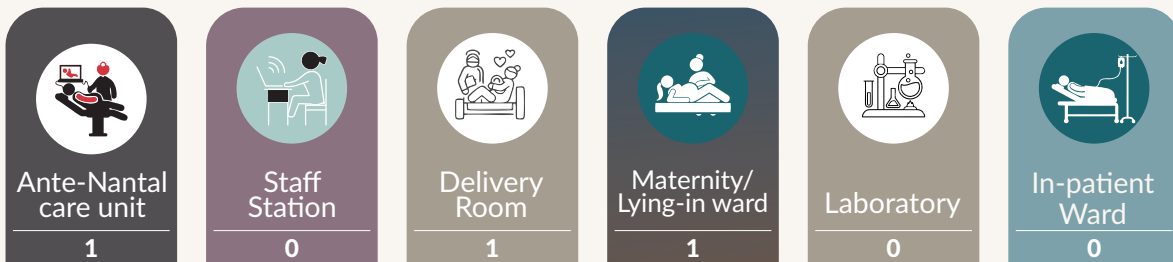 Ante-Nantal
care unit
1
Staff
Station
0
Delivery
Room
1
Maternity/
Lying-in ward
1
Laboratory
0
In-patient
Ward
0